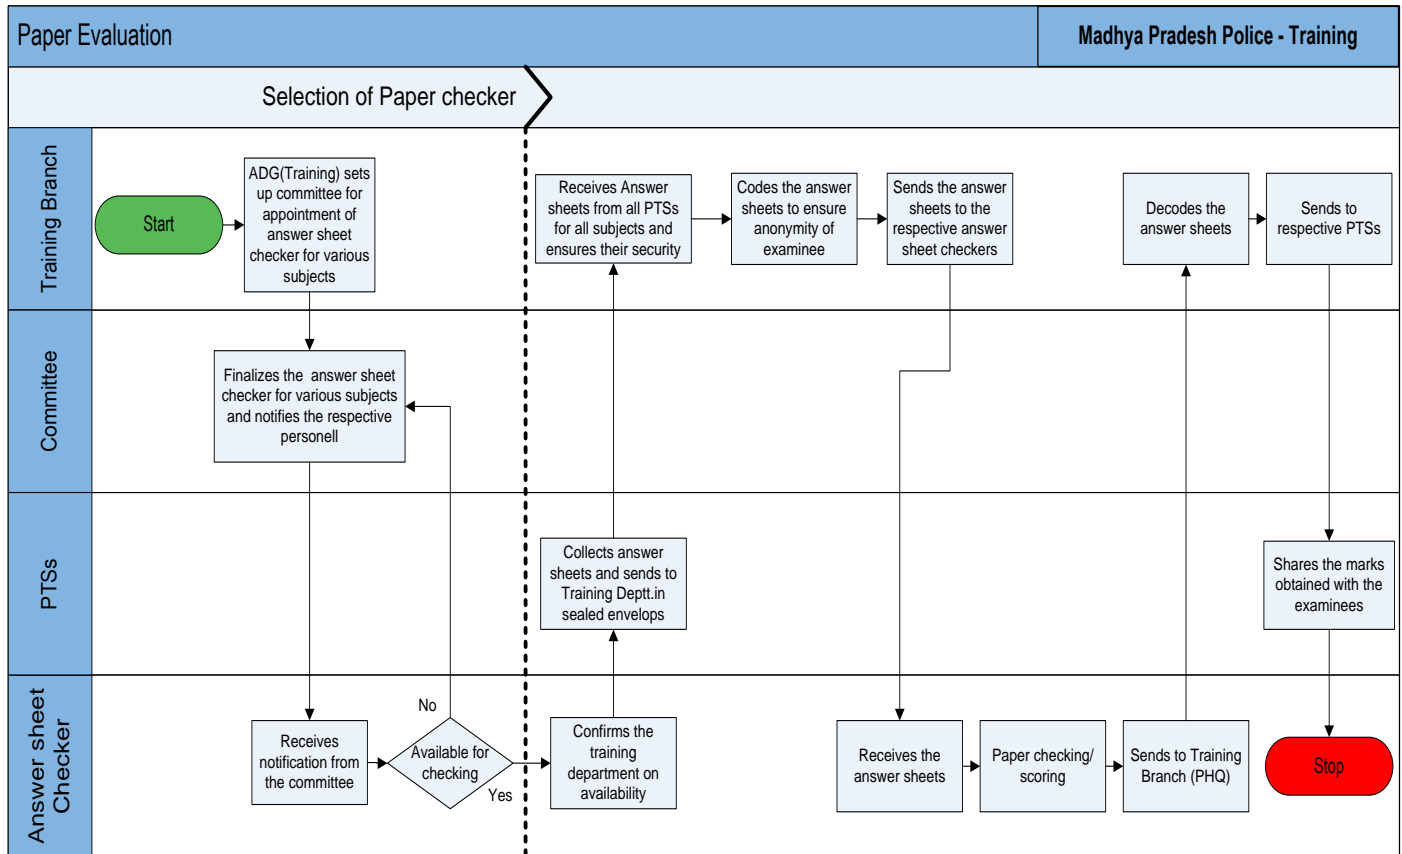 Paper Evaluation
Madhya Pradesh Police - Training
Selection of Paper checker
Training Branch
Start
ADG(Training) sets
up committee for
appointment of
answer sheet
checker for various
subjects
Receives Answer
sheets from all PTSs
for all subjects and
ensures their security
Codes the answer
sheets to ensure
anonymity of
examinee
Sends the answer
sheets to the
respective answer
sheet checkers
Decodes the
answer sheets
Sends to
respective PTSs
Committee
Finalizes the answer sheet
checker for various subjects
and notifies the respective
personell
PTSs
Collects answer
sheets and sends to
Training Deptt.in
sealed envelops
Shares the marks
obtained with the
examinees
Answer sheet
Checker
Receives
notification from
the committee
No
Available for
checking
Yes
Confirms the
training
department on
availability
Receives the
answer sheets
Paper checking/
scoring
Sends to Training
Branch (PHQ)
Stop